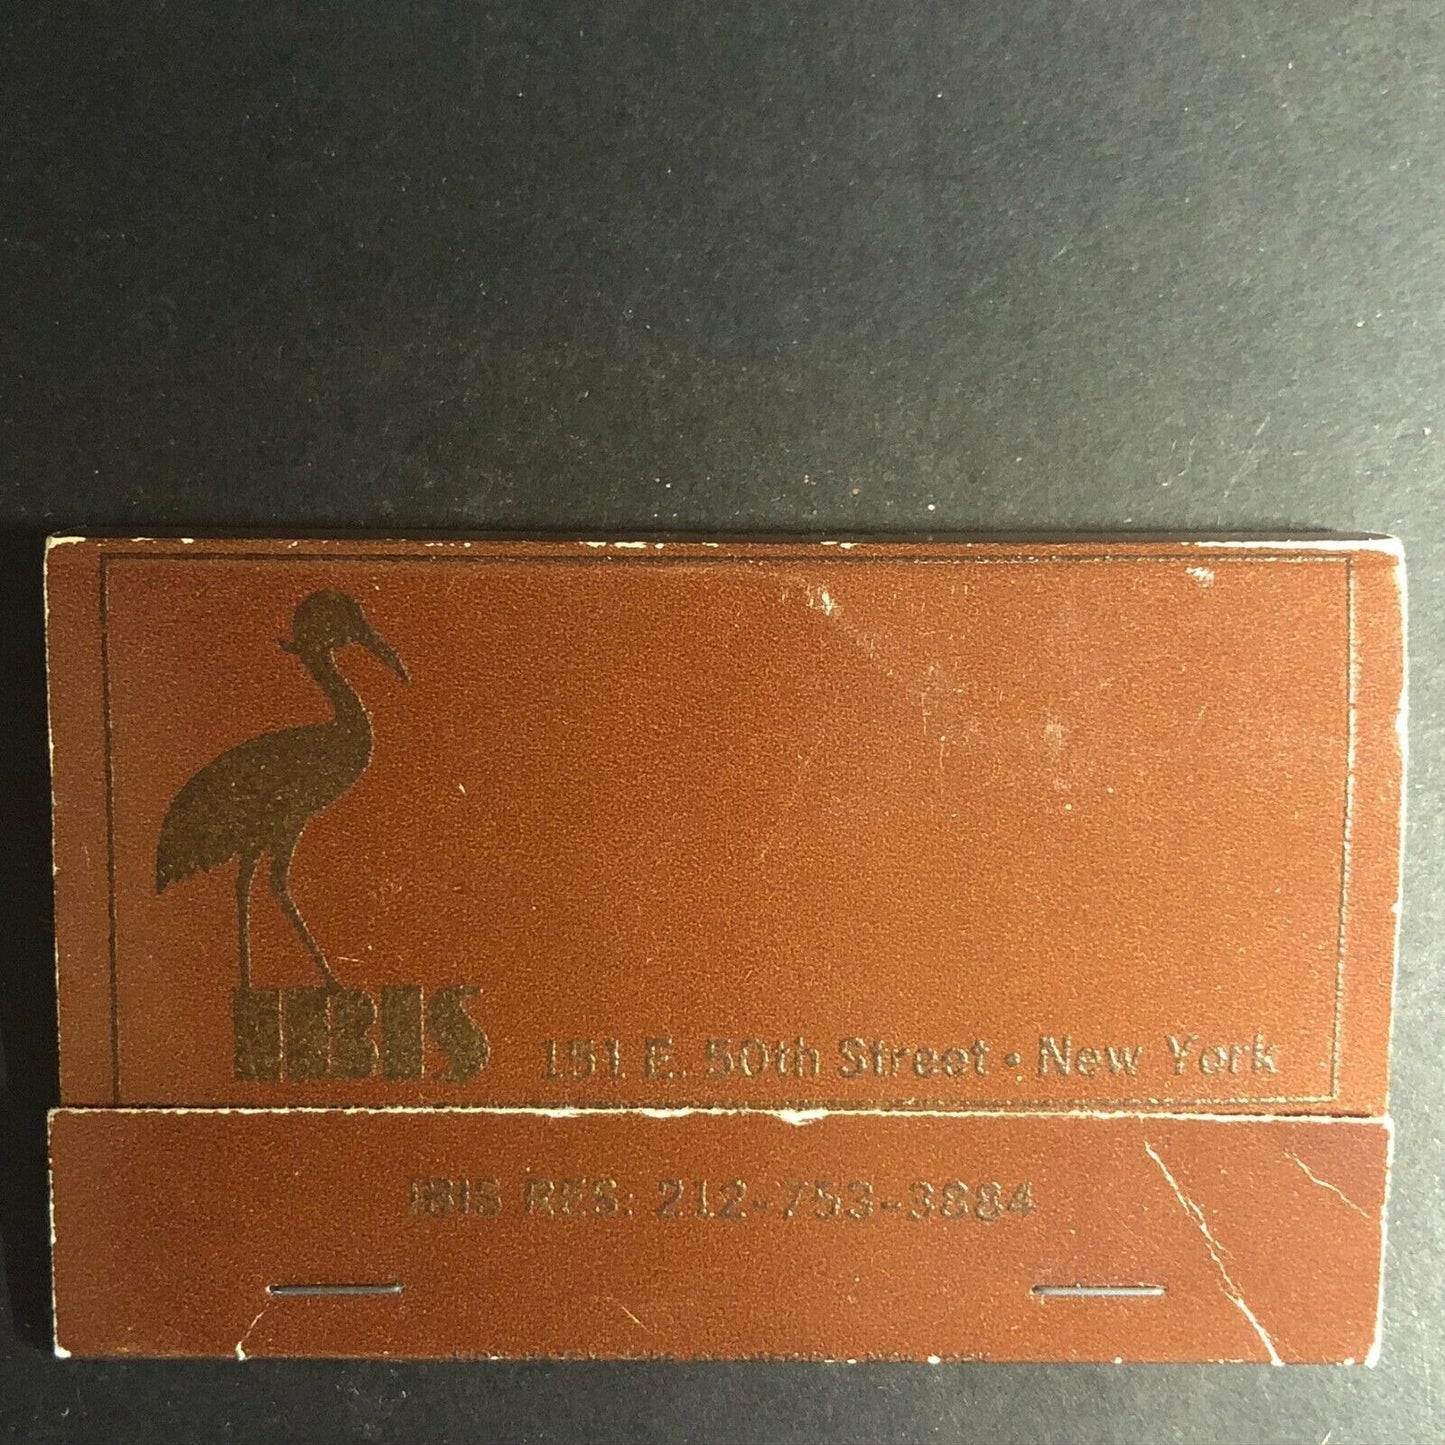 IBIS
151 E. 50th Street • New York
IBIS RES: 212-753-3884